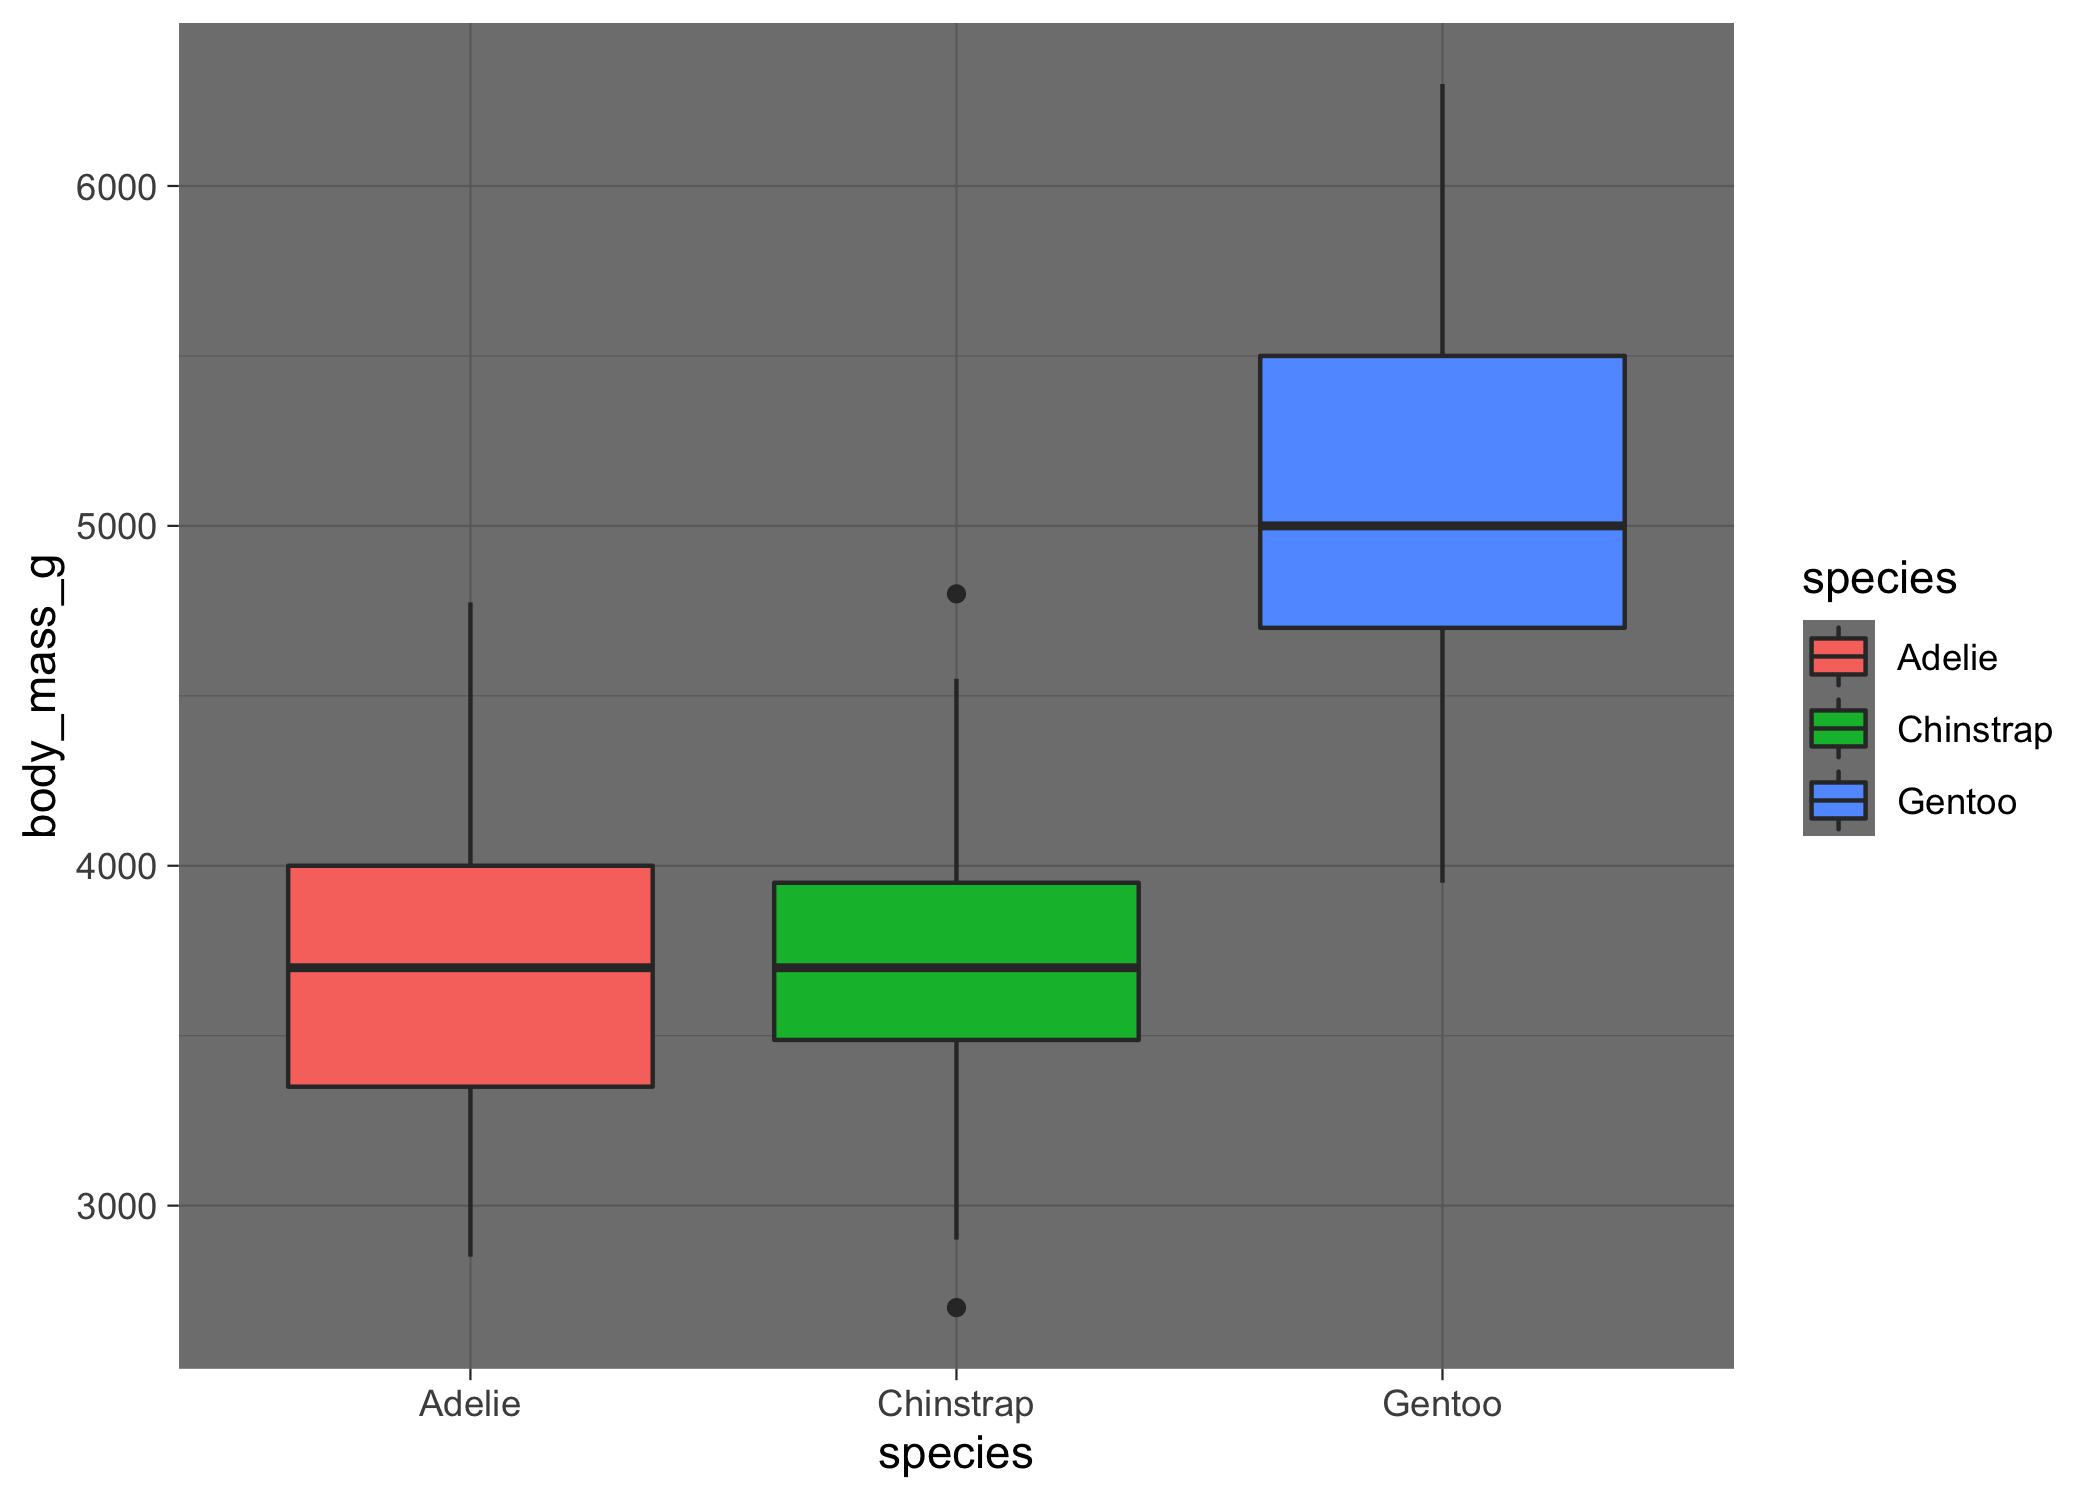 body_mass_g
6000
5000
4000
3000
Adelie
Chinstrap
Gentoo
species
species
Adelie
Chinstrap
Gentoo